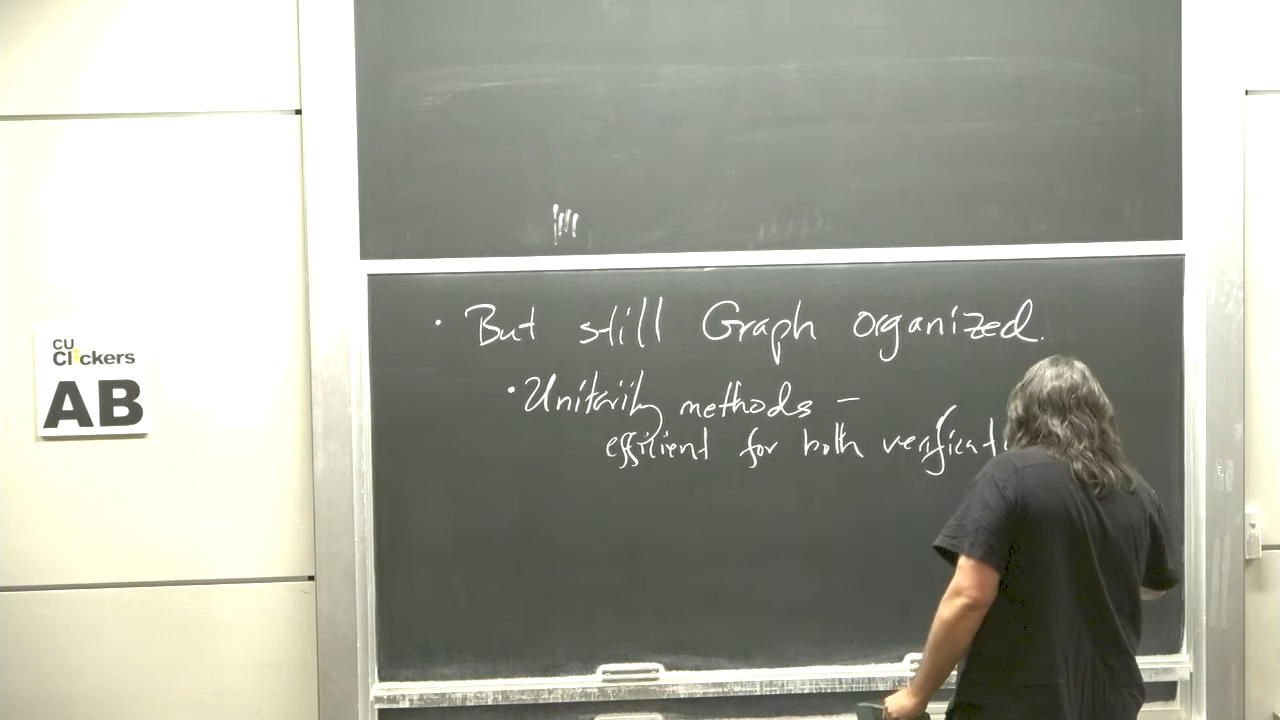 CU
Clickers
AB
· But still Graph organized.
· Unitarity methods –
efficient for both verificat